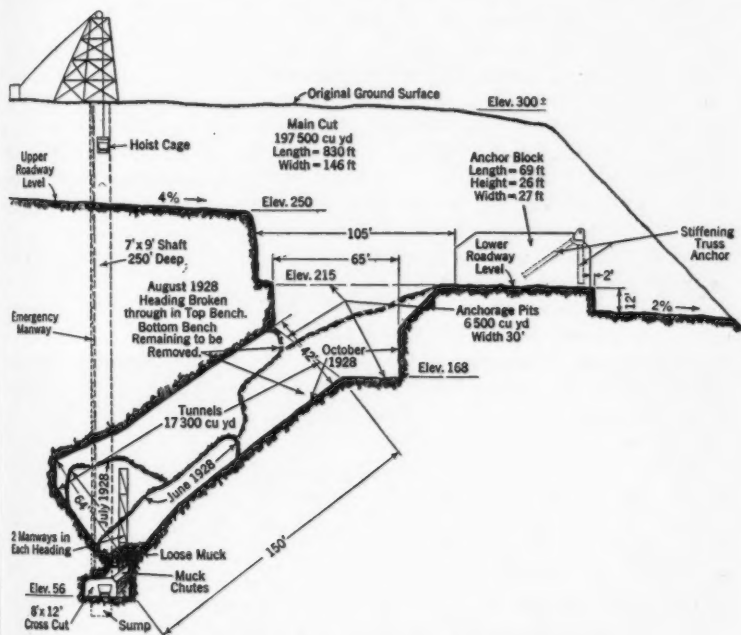 Original Ground Surface
Elev. 300 ±
Main Cut
197 500 cu yd
Length = 830 ft
Width = 146 ft
Hoist Cage
Upper
Roadway
Level
4%
Elev. 250
Anchor Block
Length = 69 ft
Height = 26 ft
Width = 27 ft
Stiffening
Truss
Anchor
105'
65'
Lower
Roadway
Level
2'
12'
2%
7' x 9' Shaft
250' Deep
Elev. 215
August 1928
Heading Broken
through in Top Bench.
Bottom Bench
Remaining to be
Removed.
Emergency
Manway
Anchorage Pits
6 500 cu yd
Width 30'
October
1928
42'
Elev. 168
Tunnels
17 300 cu yd
64'
July 1928
June 1928
150'
2 Manways in
Each Heading
Loose Muck
Muck
Chutes
Elev. 56
8' x 12'
Cross Cut
Sump